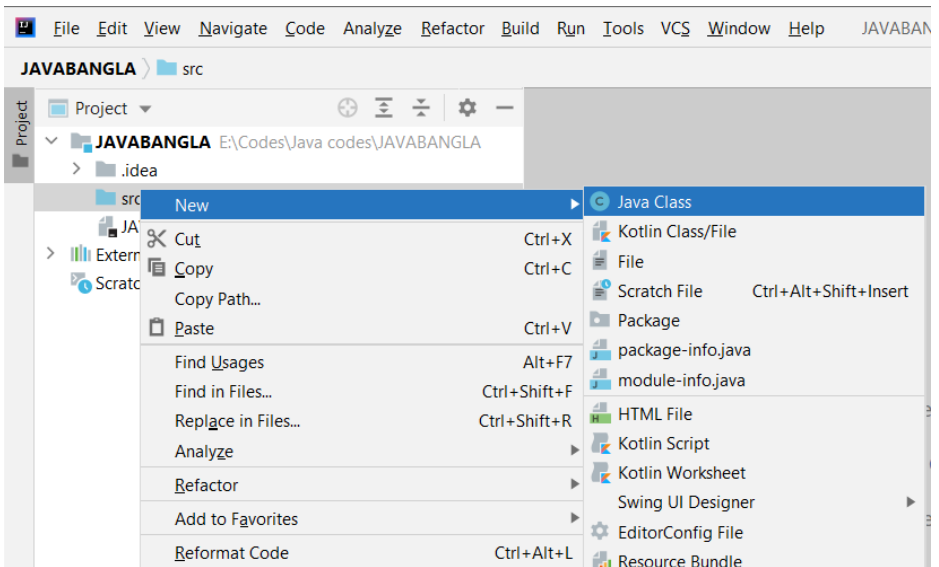 File Edit View Navigate Code Analyze Refactor Build Run Tools VCS Window Help JAVABAN
JAVABANGLA src
Project
Project
JAVABANGLA E:\Codes\Java codes\JAVABANGLA
.idea
src
JA
Extern
Scratc
New
Cut Ctrl+X
Copy Ctrl+C
Copy Path...
Paste Ctrl+V
Find Usages Alt+F7
Find in Files... Ctrl+Shift+F
Replace in Files... Ctrl+Shift+R
Analyze
Refactor
Add to Favorites
Reformat Code Ctrl+Alt+L
Java Class
Kotlin Class/File
File
Scratch File Ctrl+Alt+Shift+Insert
Package
package-info.java
module-info.java
HTML File
Kotlin Script
Kotlin Worksheet
Swing UI Designer
EditorConfig File
Resource Bundle